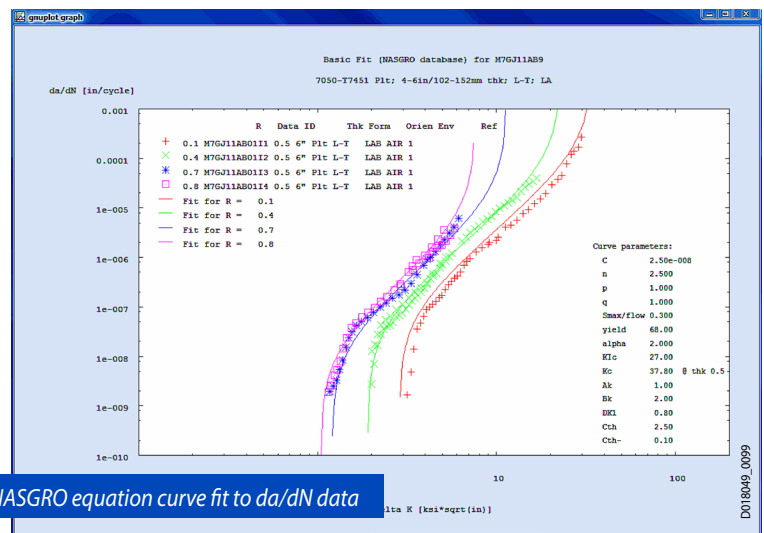 gnuplot graph
Basic Fit (NASGRO database) for M7GJ11AB9
7050-T7451 Plt; 4-6in/102-152mm thk; L-T; LA
da/dN [in/cycle]
0.001
0.0001
1e-005
1e-006
1e-007
1e-008
1e-009
1e-010
R Data ID Thk Form Orien Env Ref
0.1 M7GJ11AB01I1 0.5 6" Plt L-T LAB AIR 1
0.4 M7GJ11AB01I2 0.5 6" Plt L-T LAB AIR 1
0.7 M7GJ11AB01I3 0.5 6" Plt L-T LAB AIR 1
0.8 M7GJ11AB01I4 0.5 6" Plt L-T LAB AIR 1
Fit for R = 0.1
Fit for R = 0.4
Fit for R = 0.7
Fit for R = 0.8
Curve parameters:
C 2.50e-008
n 2.500
p 1.000
q 1.000
Smax/flow 0.300
yield 68.00
alpha 2.000
KIc 27.00
Kc 37.80 @ thk 0.5
Ak 1.00
Bk 2.00
DK1 0.80
Cth 2.50
Cth- 0.10
10 100
lta K [ksi*sqrt(in)]
NASGRO equation curve fit to da/dN data
D018049_0099